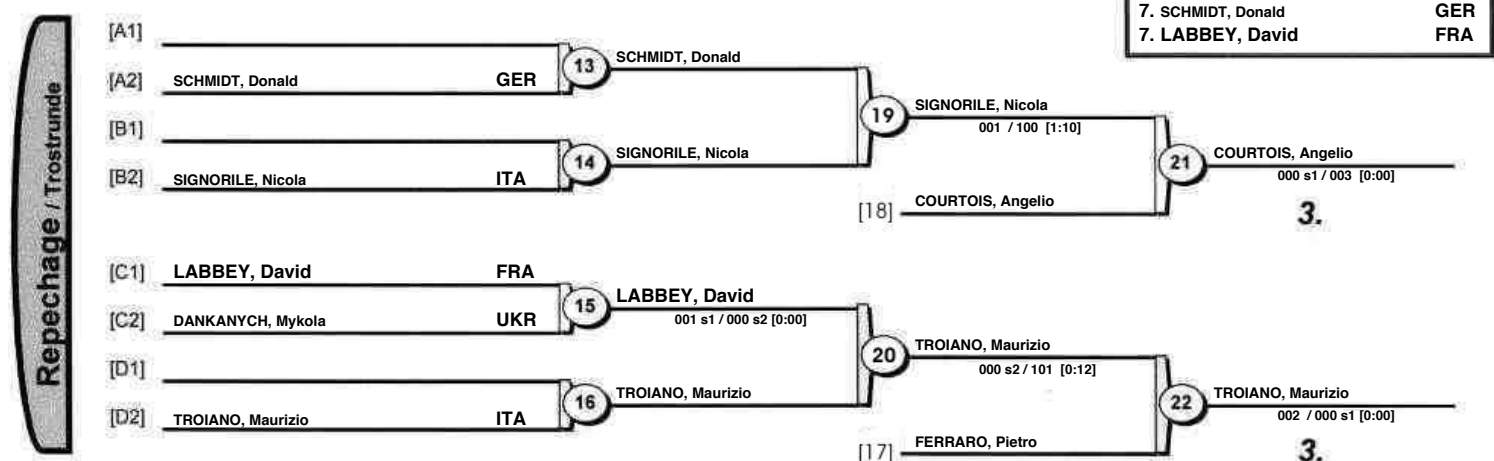 7. SCHMIDT, Donald GER
7. LABBEY, David FRA
Repechage / Trostrunde
[A1]
[A2] SCHMIDT, Donald GER
13
SCHMIDT, Donald
[B1]
[B2] SIGNORILE, Nicola ITA
14
SIGNORILE, Nicola
19
SIGNORILE, Nicola
001 / 100 [1:10]
[18] COURTOIS, Angelio
21
COURTOIS, Angelio
000 s1 / 003 [0:00]
3.
[C1] LABBEY, David FRA
[C2] DANKANYCH, Mykola UKR
15
LABBEY, David
001 s1 / 000 s2 [0:00]
[D1]
[D2] TROIANO, Maurizio ITA
16
TROIANO, Maurizio
20
TROIANO, Maurizio
000 s2 / 101 [0:12]
[17] FERRARO, Pietro
22
TROIANO, Maurizio
002 / 000 s1 [0:00]
3.